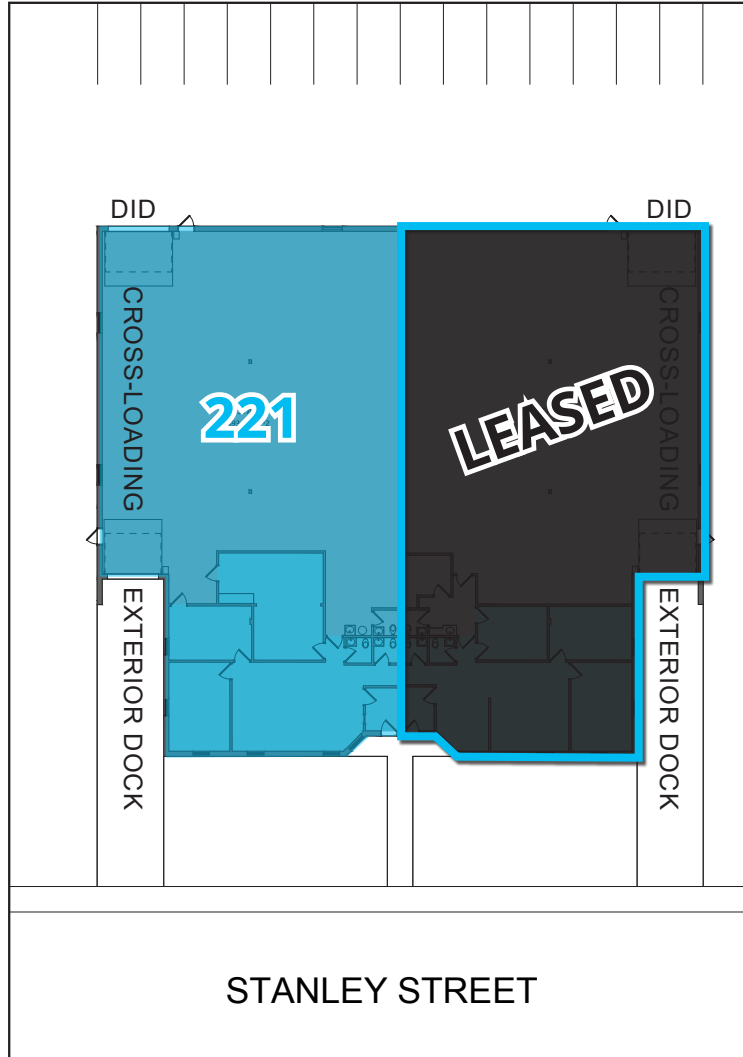 DID
DID
CROSS-LOADING
221
LEASED
CROSS-LOADING
EXTERIOR DOCK
EXTERIOR DOCK
STANLEY STREET